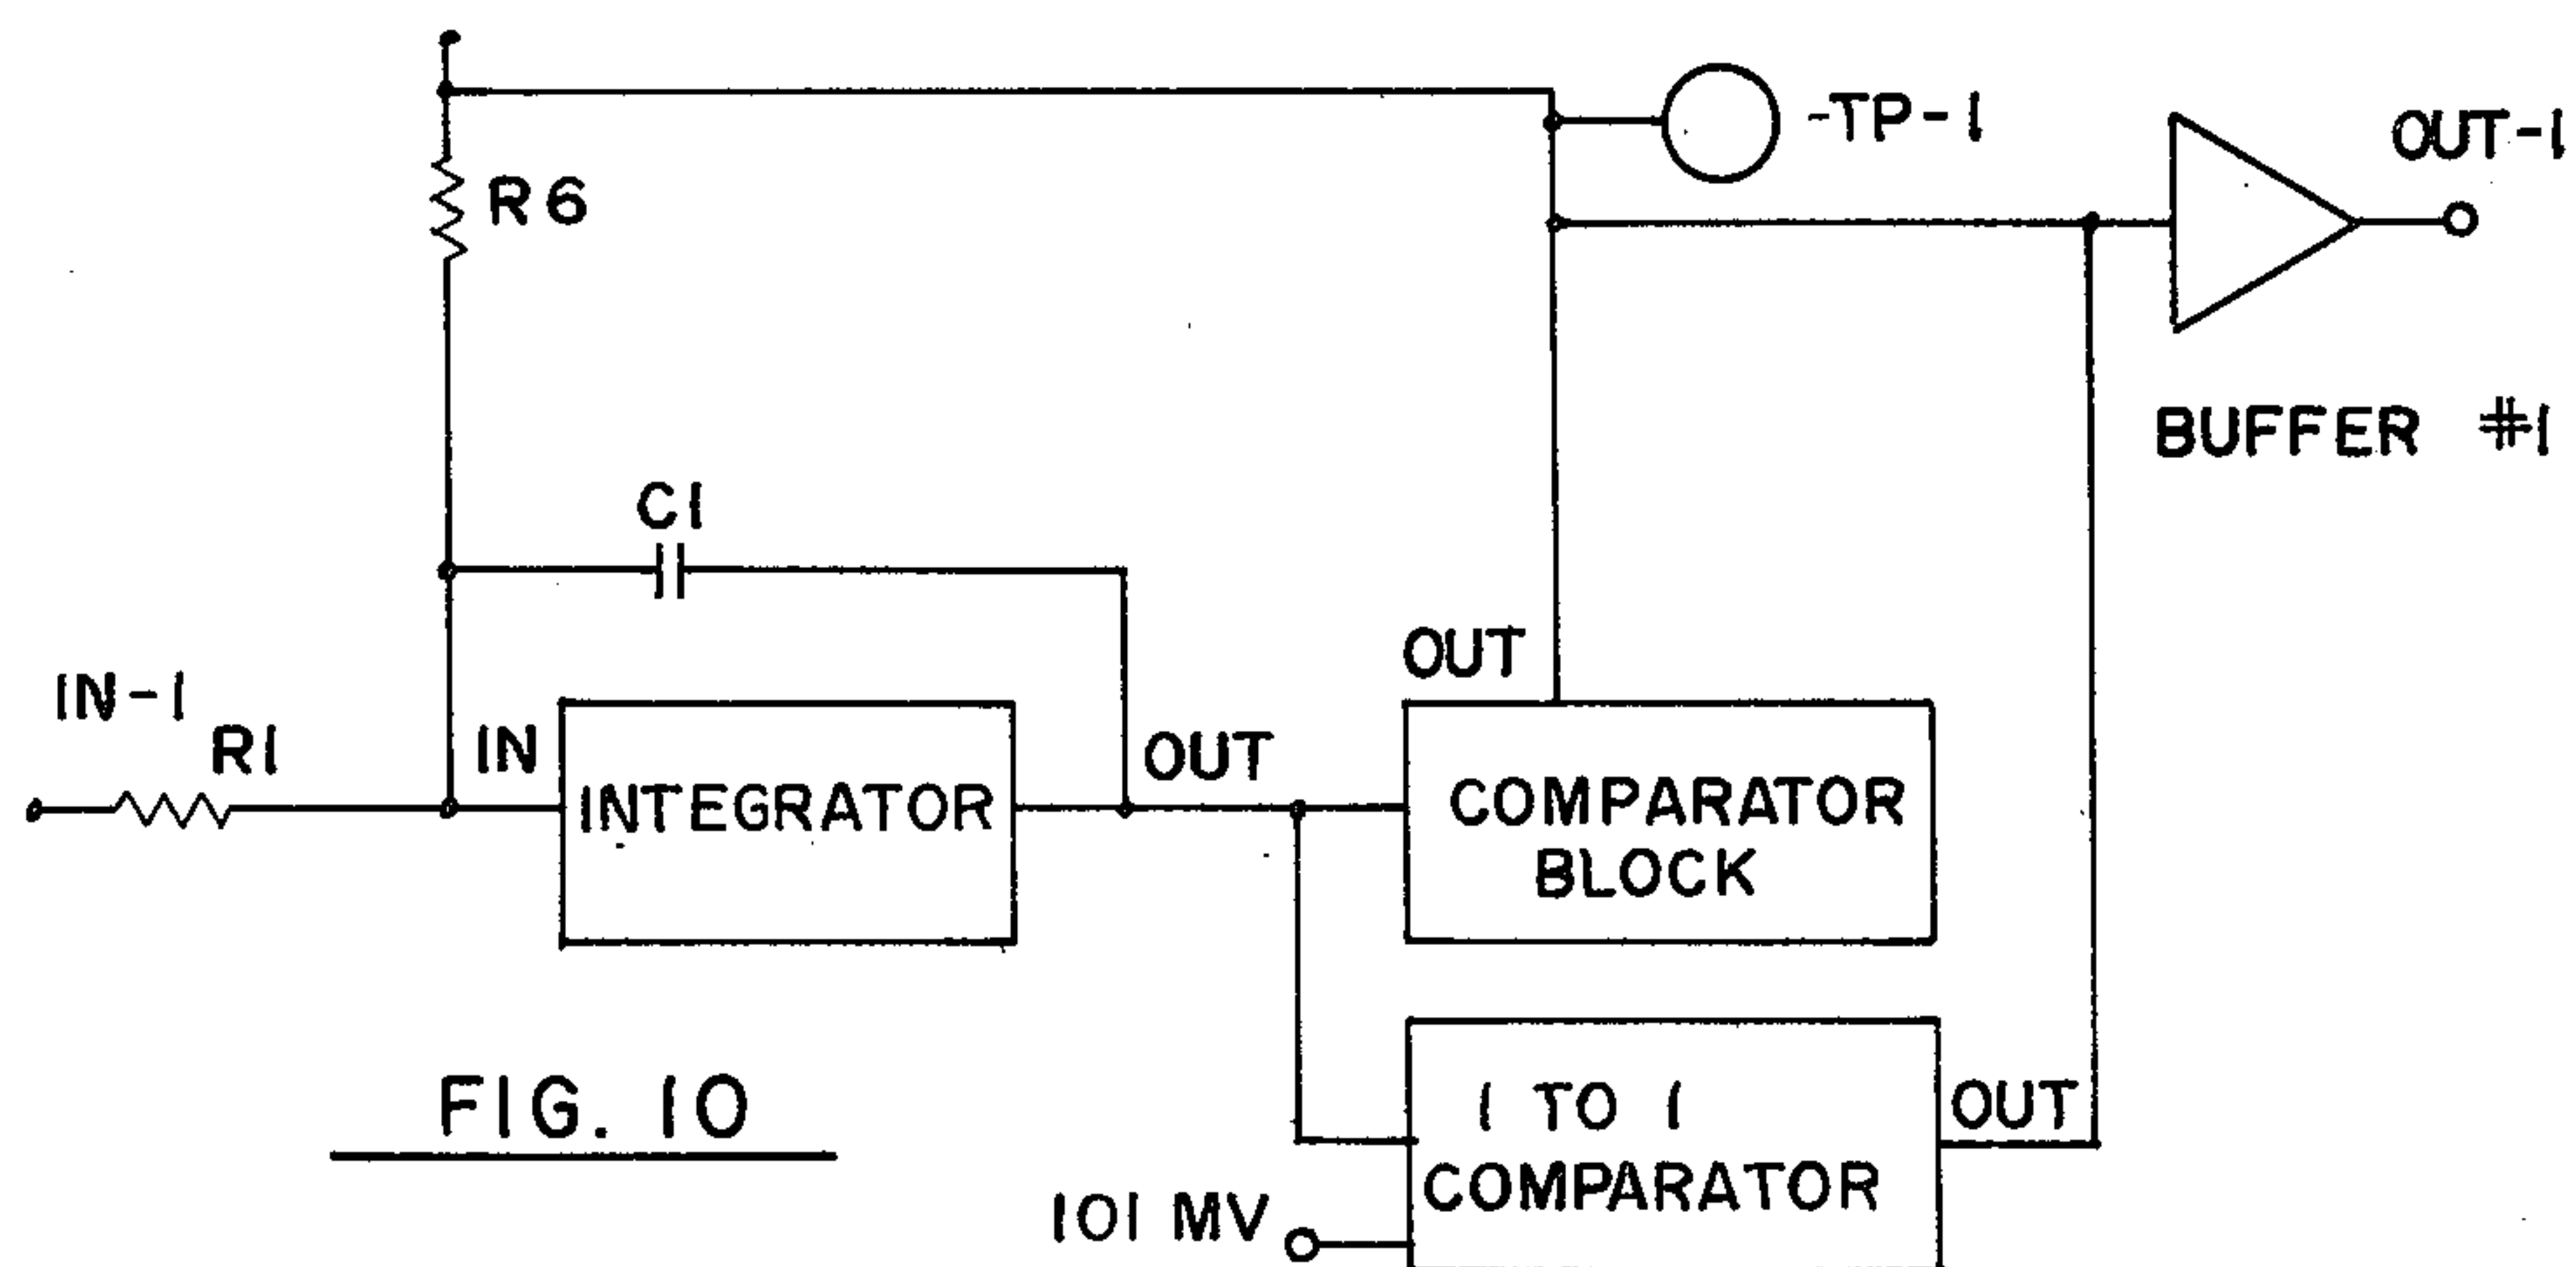 -TP-1
OUT-1
R6
BUFFER #1
C1
OUT
IN-1
R1
IN
INTEGRATOR
OUT
COMPARATOR
BLOCK
1 TO 1
COMPARATOR
OUT
101 MV
FIG. 10